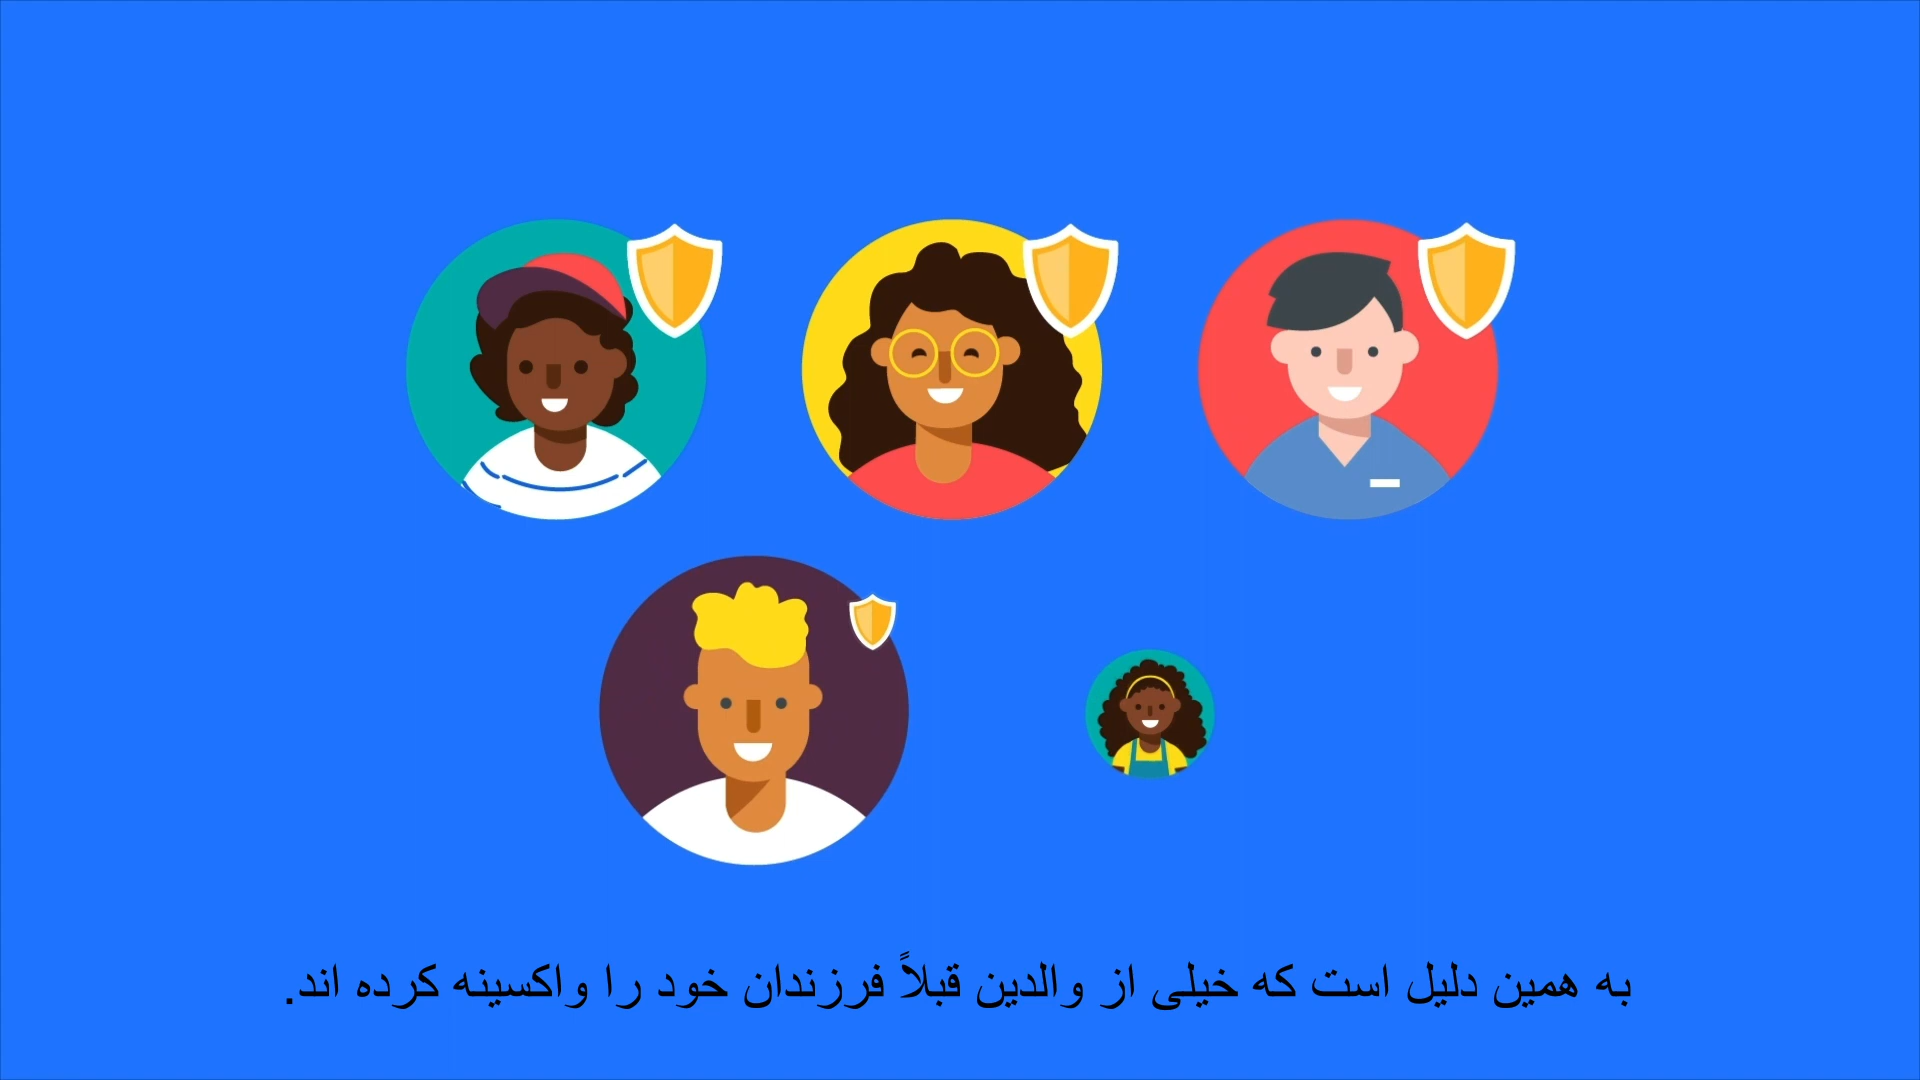 به همین دلیل است که خیلی از والدین قبلاً فرزندان خود را واکسینه کرده اند.